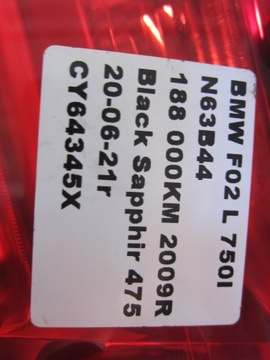 BMW F02 L 750I
N63B44
188 000KM 2009R
Black Sapphir 475
20-06-21r
CY64345X